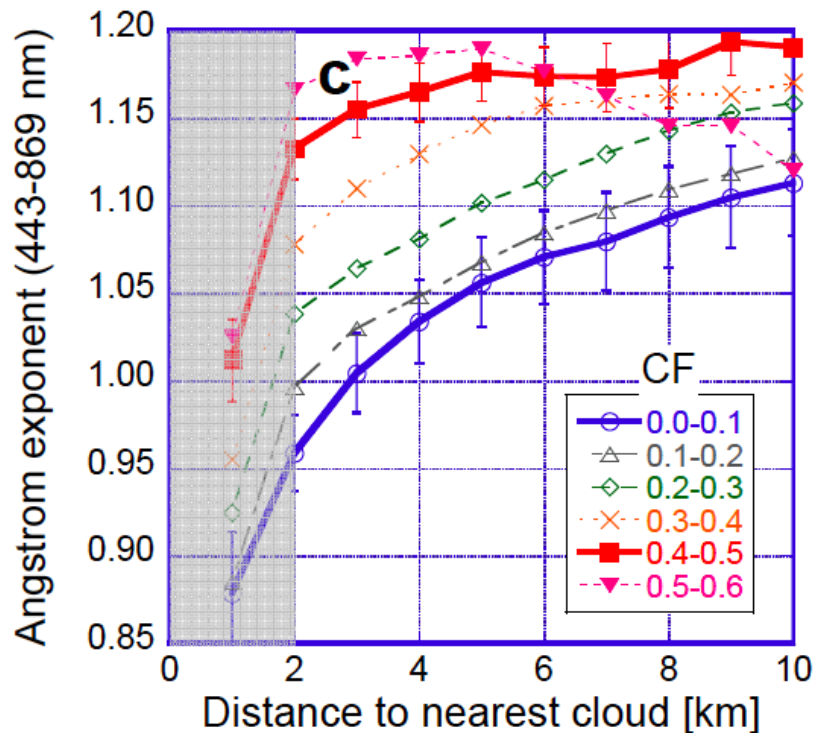 Angstrom exponent (443-869 nm)
1.20
1.15
1.10
1.05
1.00
0.95
0.90
0.85
C
CF
0.0-0.1
0.1-0.2
0.2-0.3
0.3-0.4
0.4-0.5
0.5-0.6
0 2 4 6 8 10
Distance to nearest cloud [km]